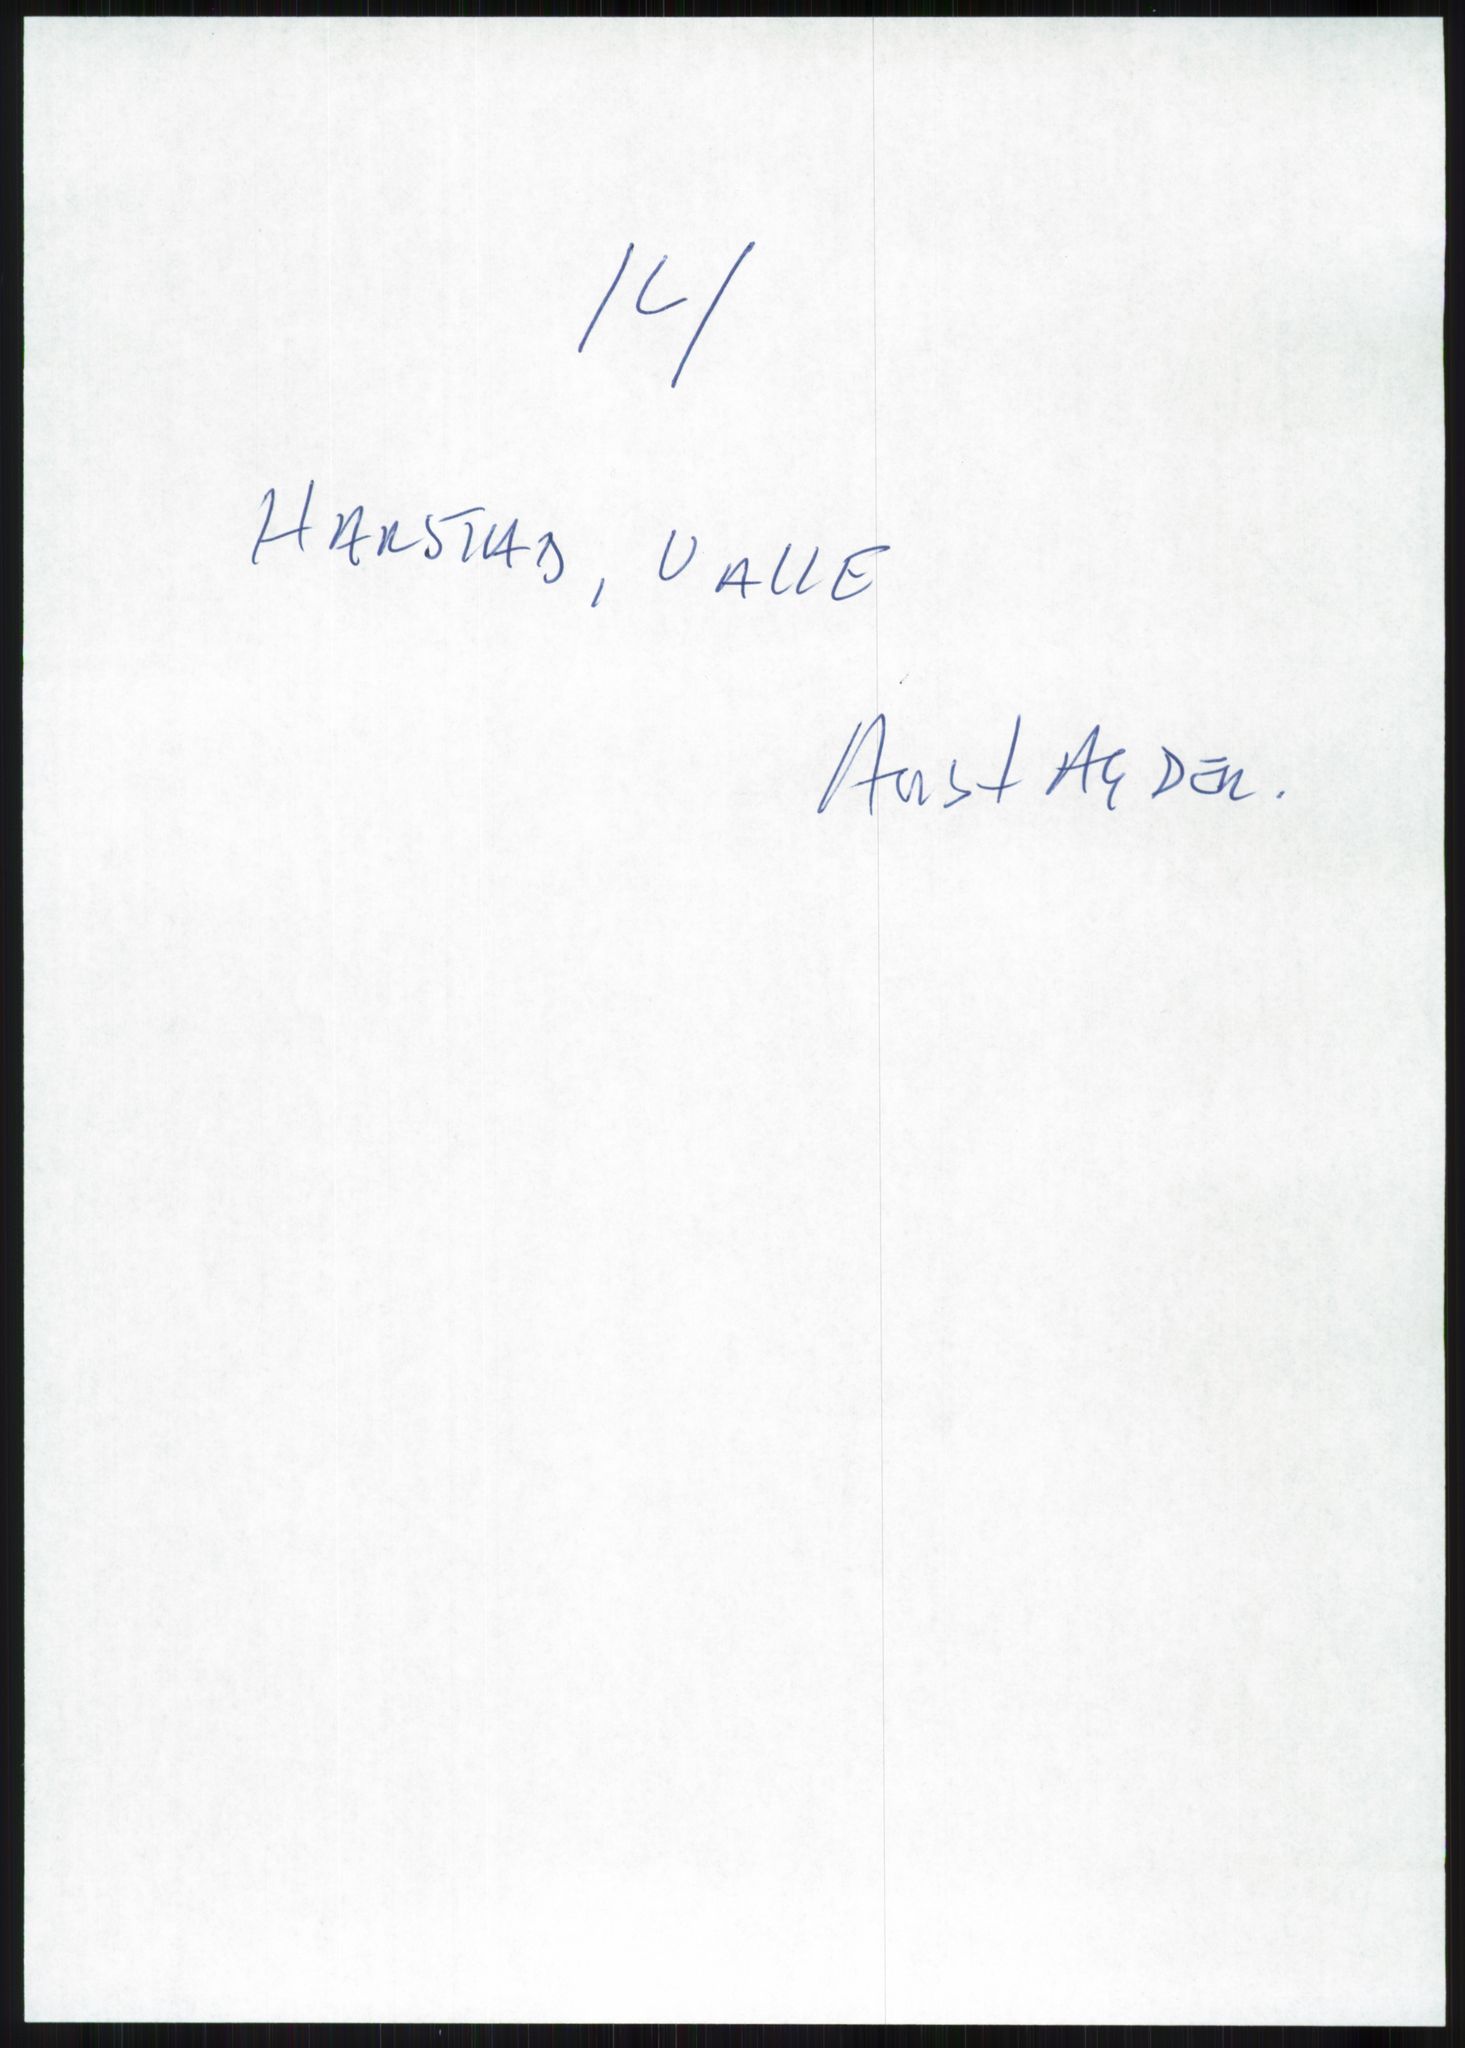 14
HARSTAD, VALLE
Aust AGDER.